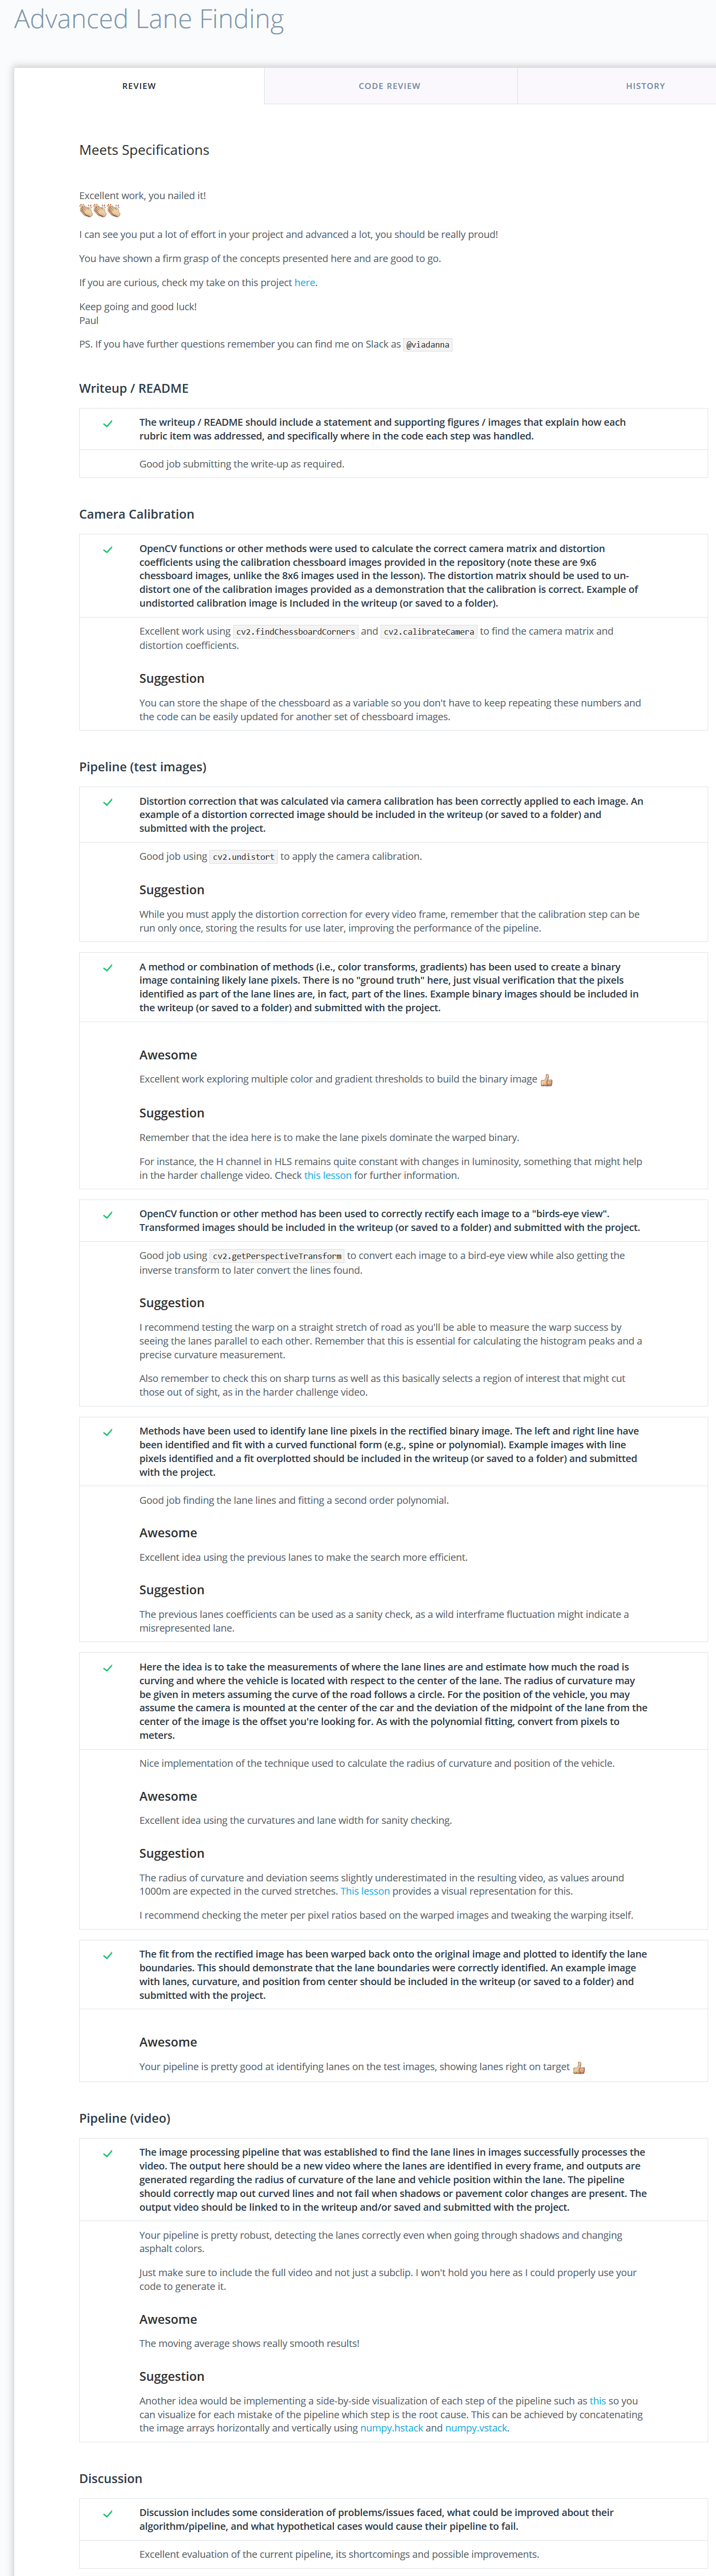 Advanced Lane Finding
REVIEW
CODE REVIEW
HISTORY
Meets Specifications
Excellent work, you nailed it!
👏👏👏
I can see you put a lot of effort in your project and advanced a lot, you should be really proud!
You have shown a firm grasp of the concepts presented here and are good to go.
If you are curious, check my take on this project here.
Keep going and good luck!
Paul
PS. If you have further questions remember you can find me on Slack as @viadanna
Writeup / README
The writeup / README should include a statement and supporting figures / images that explain how each
rubric item was addressed, and specifically where in the code each step was handled.
Good job submitting the write-up as required.
Camera Calibration
OpenCV functions or other methods were used to calculate the correct camera matrix and distortion
coefficients using the calibration chessboard images provided in the repository (note these are 9x6
chessboard images, unlike the 8x6 images used in the lesson). The distortion matrix should be used to un-
distort one of the calibration images provided as a demonstration that the calibration is correct. Example of
undistorted calibration image is Included in the writeup (or saved to a folder).
Excellent work using cv2.findChessboardCorners and cv2.calibrateCamera to find the camera matrix and
distortion coefficients.
Suggestion
You can store the shape of the chessboard as a variable so you don't have to keep repeating these numbers and
the code can be easily updated for another set of chessboard images.
Pipeline (test images)
Distortion correction that was calculated via camera calibration has been correctly applied to each image. An
example of a distortion corrected image should be included in the writeup (or saved to a folder) and
submitted with the project.
Good job using cv2.undistort to apply the camera calibration.
Suggestion
While you must apply the distortion correction for every video frame, remember that the calibration step can be
run only once, storing the results for use later, improving the performance of the pipeline.
A method or combination of methods (i.e., color transforms, gradients) has been used to create a binary
image containing likely lane pixels. There is no "ground truth" here, just visual verification that the pixels
identified as part of the lane lines are, in fact, part of the lines. Example binary images should be included in
the writeup (or saved to a folder) and submitted with the project.
Awesome
Excellent work exploring multiple color and gradient thresholds to build the binary image 👍
Suggestion
Remember that the idea here is to make the lane pixels dominate the warped binary.
For instance, the H channel in HLS remains quite constant with changes in luminosity, something that might help
in the harder challenge video. Check this lesson for further information.
OpenCV function or other method has been used to correctly rectify each image to a "birds-eye view".
Transformed images should be included in the writeup (or saved to a folder) and submitted with the project.
Good job using cv2.getPerspectiveTransform to convert each image to a bird-eye view while also getting the
inverse transform to later convert the lines found.
Suggestion
I recommend testing the warp on a straight stretch of road as you'll be able to measure the warp success by
seeing the lanes parallel to each other. Remember that this is essential for calculating the histogram peaks and a
precise curvature measurement.
Also remember to check this on sharp turns as well as this basically selects a region of interest that might cut
those out of sight, as in the harder challenge video.
Methods have been used to identify lane line pixels in the rectified binary image. The left and right line have
been identified and fit with a curved functional form (e.g., spine or polynomial). Example images with line
pixels identified and a fit overplotted should be included in the writeup (or saved to a folder) and submitted
with the project.
Good job finding the lane lines and fitting a second order polynomial.
Awesome
Excellent idea using the previous lanes to make the search more efficient.
Suggestion
The previous lanes coefficients can be used as a sanity check, as a wild interframe fluctuation might indicate a
misrepresented lane.
Here the idea is to take the measurements of where the lane lines are and estimate how much the road is
curving and where the vehicle is located with respect to the center of the lane. The radius of curvature may
be given in meters assuming the curve of the road follows a circle. For the position of the vehicle, you may
assume the camera is mounted at the center of the car and the deviation of the midpoint of the lane from the
center of the image is the offset you're looking for. As with the polynomial fitting, convert from pixels to
meters.
Nice implementation of the technique used to calculate the radius of curvature and position of the vehicle.
Awesome
Excellent idea using the curvatures and lane width for sanity checking.
Suggestion
The radius of curvature and deviation seems slightly underestimated in the resulting video, as values around
1000m are expected in the curved stretches. This lesson provides a visual representation for this.
I recommend checking the meter per pixel ratios based on the warped images and tweaking the warping itself.
The fit from the rectified image has been warped back onto the original image and plotted to identify the lane
boundaries. This should demonstrate that the lane boundaries were correctly identified. An example image
with lanes, curvature, and position from center should be included in the writeup (or saved to a folder) and
submitted with the project.
Awesome
Your pipeline is pretty good at identifying lanes on the test images, showing lanes right on target 👍
Pipeline (video)
The image processing pipeline that was established to find the lane lines in images successfully processes the
video. The output here should be a new video where the lanes are identified in every frame, and outputs are
generated regarding the radius of curvature of the lane and vehicle position within the lane. The pipeline
should correctly map out curved lines and not fail when shadows or pavement color changes are present. The
output video should be linked to in the writeup and/or saved and submitted with the project.
Your pipeline is pretty robust, detecting the lanes correctly even when going through shadows and changing
asphalt colors.
Just make sure to include the full video and not just a subclip. I won't hold you here as I could properly use your
code to generate it.
Awesome
The moving average shows really smooth results!
Suggestion
Another idea would be implementing a side-by-side visualization of each step of the pipeline such as this so you
can visualize for each mistake of the pipeline which step is the root cause. This can be achieved by concatenating
the image arrays horizontally and vertically using numpy.hstack and numpy.vstack.
Discussion
Discussion includes some consideration of problems/issues faced, what could be improved about their
algorithm/pipeline, and what hypothetical cases would cause their pipeline to fail.
Excellent evaluation of the current pipeline, its shortcomings and possible improvements.